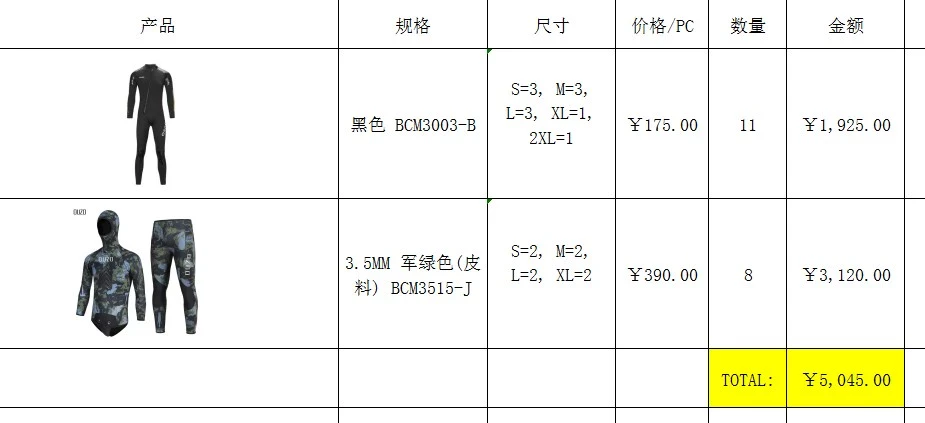 产品 规格 尺寸 价格/PC 数量 金额
S=3, M=3,
L=3, XL=1,
2XL=1
黑色 BCM3003-B ￥175.00 11 ￥1,925.00
OUZO
OUZO
3.5MM 军绿色(皮
料) BCM3515-J
S=2, M=2,
L=2, XL=2
￥390.00 8 ￥3,120.00
TOTAL: ￥5,045.00